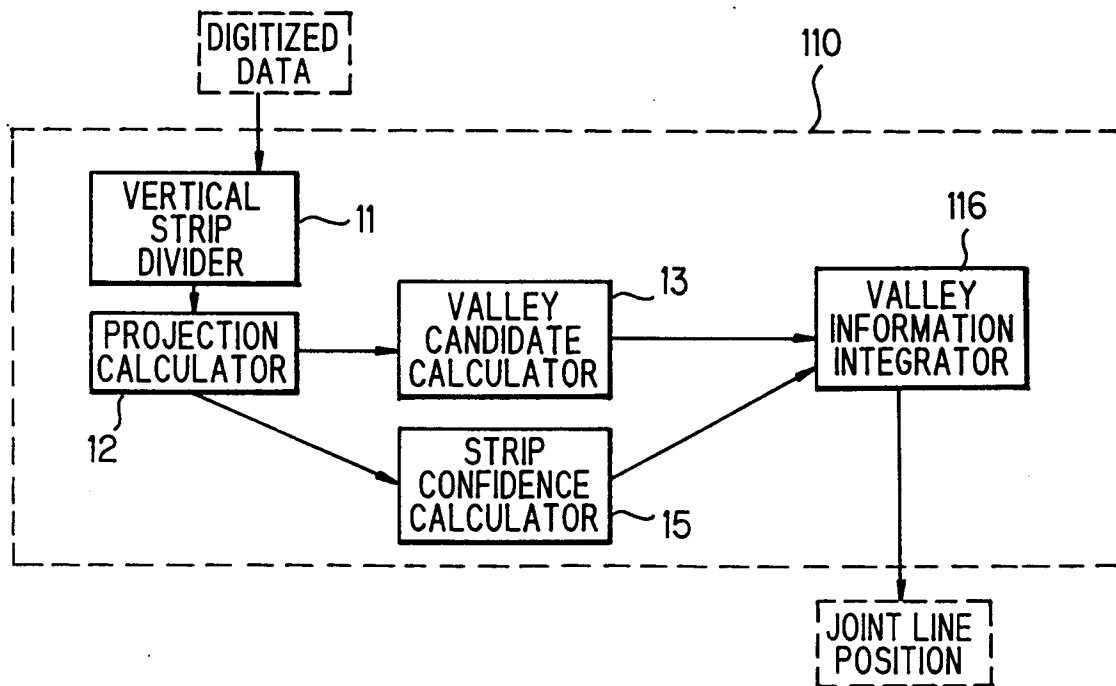 DIGITIZED
DATA
110
VERTICAL
STRIP
DIVIDER
11
116
PROJECTION
CALCULATOR
12
VALLEY
CANDIDATE
CALCULATOR
13
VALLEY
INFORMATION
INTEGRATOR
STRIP
CONFIDENCE
CALCULATOR
15
JOINT LINE
POSITION